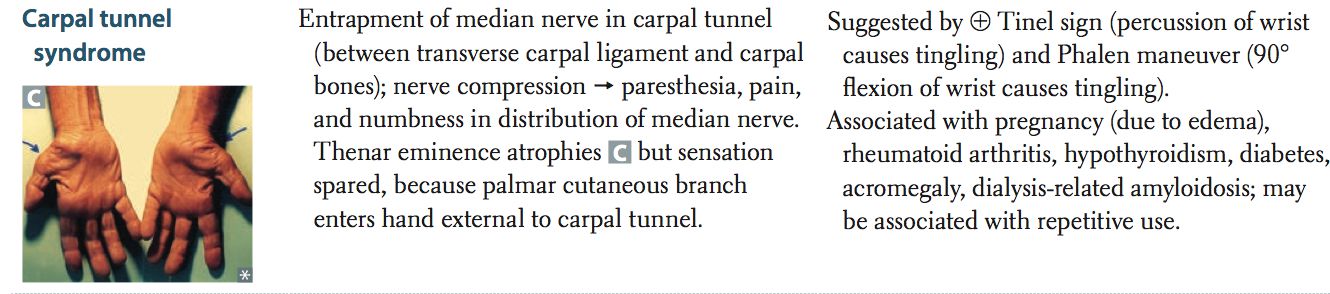 Carpal tunnel
syndrome
C
*
Entrapment of median nerve in carpal tunnel
(between transverse carpal ligament and carpal
bones); nerve compression → paresthesia, pain,
and numbness in distribution of median nerve.
Thenar eminence atrophies C but sensation
spared, because palmar cutaneous branch
enters hand external to carpal tunnel.
Suggested by ⊕ Tinel sign (percussion of wrist
causes tingling) and Phalen maneuver (90°
flexion of wrist causes tingling).
Associated with pregnancy (due to edema),
rheumatoid arthritis, hypothyroidism, diabetes,
acromegaly, dialysis-related amyloidosis; may
be associated with repetitive use.